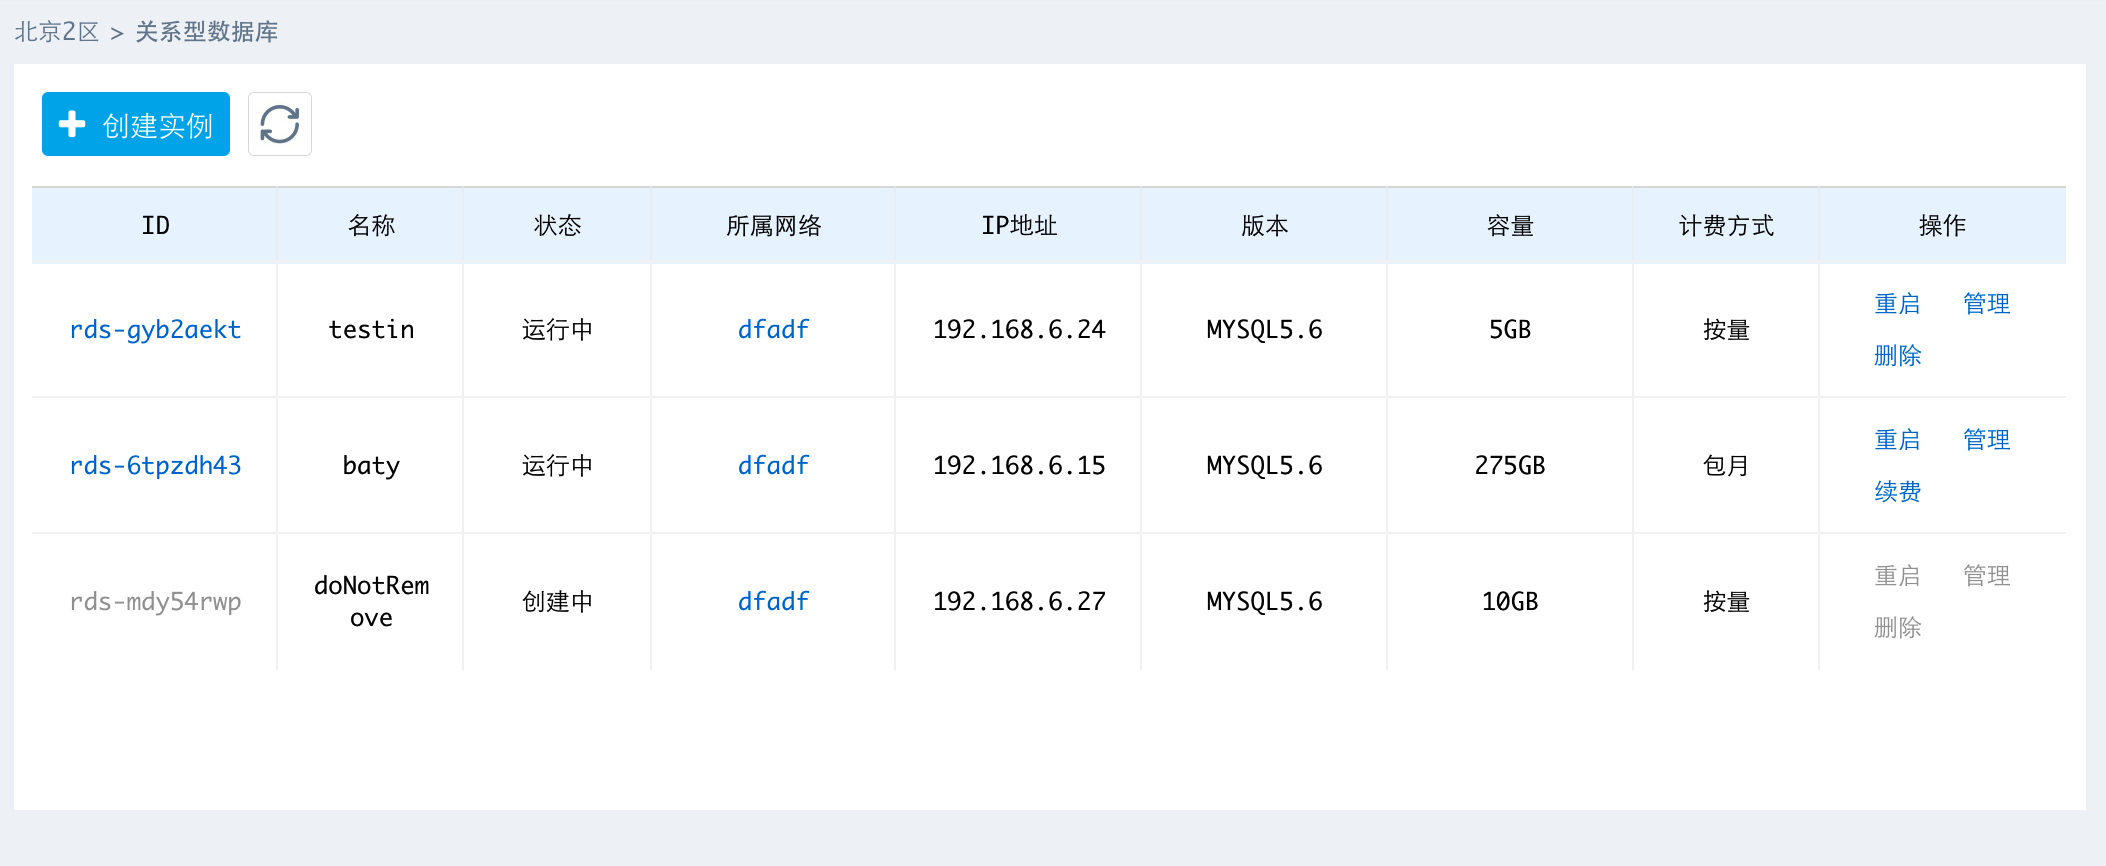 北京2区 > 关系型数据库
创建实例
ID 名称 状态 所属网络 IP地址 版本 容量 计费方式 操作
rds-gyb2aekt testin 运行中 dfadf 192.168.6.24 MYSQL5.6 5GB 按量 重启 管理
删除
rds-6tpzdh43 baty 运行中 dfadf 192.168.6.15 MYSQL5.6 275GB 包月 重启 管理
续费
rds-mdy54rwp doNotRem
ove 创建中 dfadf 192.168.6.27 MYSQL5.6 10GB 按量 重启 管理
删除